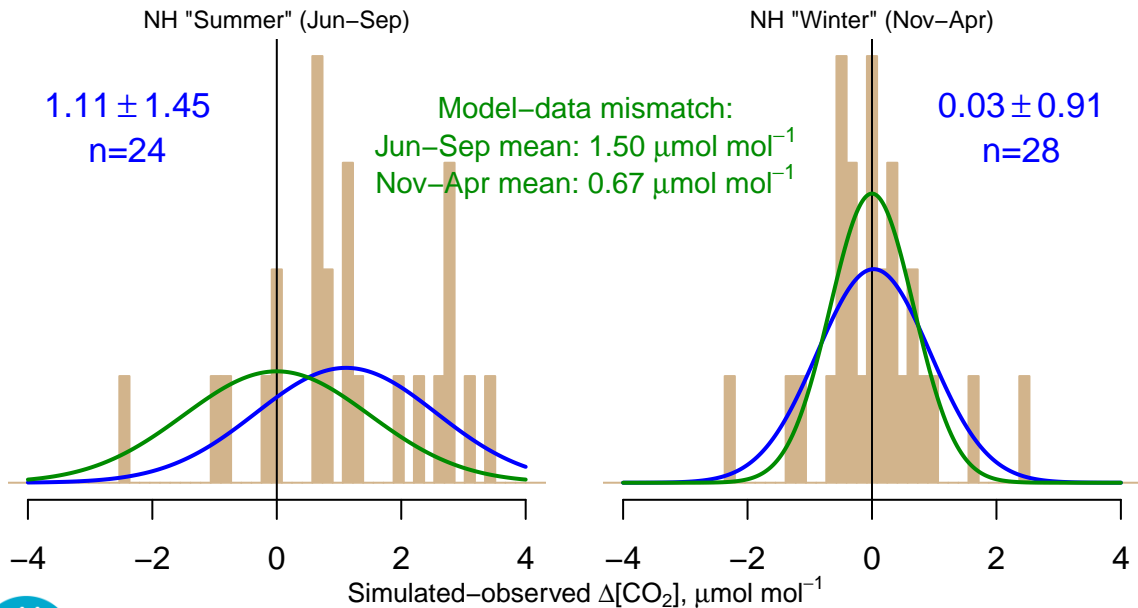 NH "Summer" (Jun−Sep)
NH "Winter" (Nov−Apr)
1.11 ± 1.45
n=24
Model−data mismatch:
Jun−Sep mean: 1.50 μmol mol⁻¹
Nov−Apr mean: 0.67 μmol mol⁻¹
0.03 ± 0.91
n=28
−4 −2 0 2 4
−4 −2 0 2 4
Simulated−observed Δ[CO₂], μmol mol⁻¹